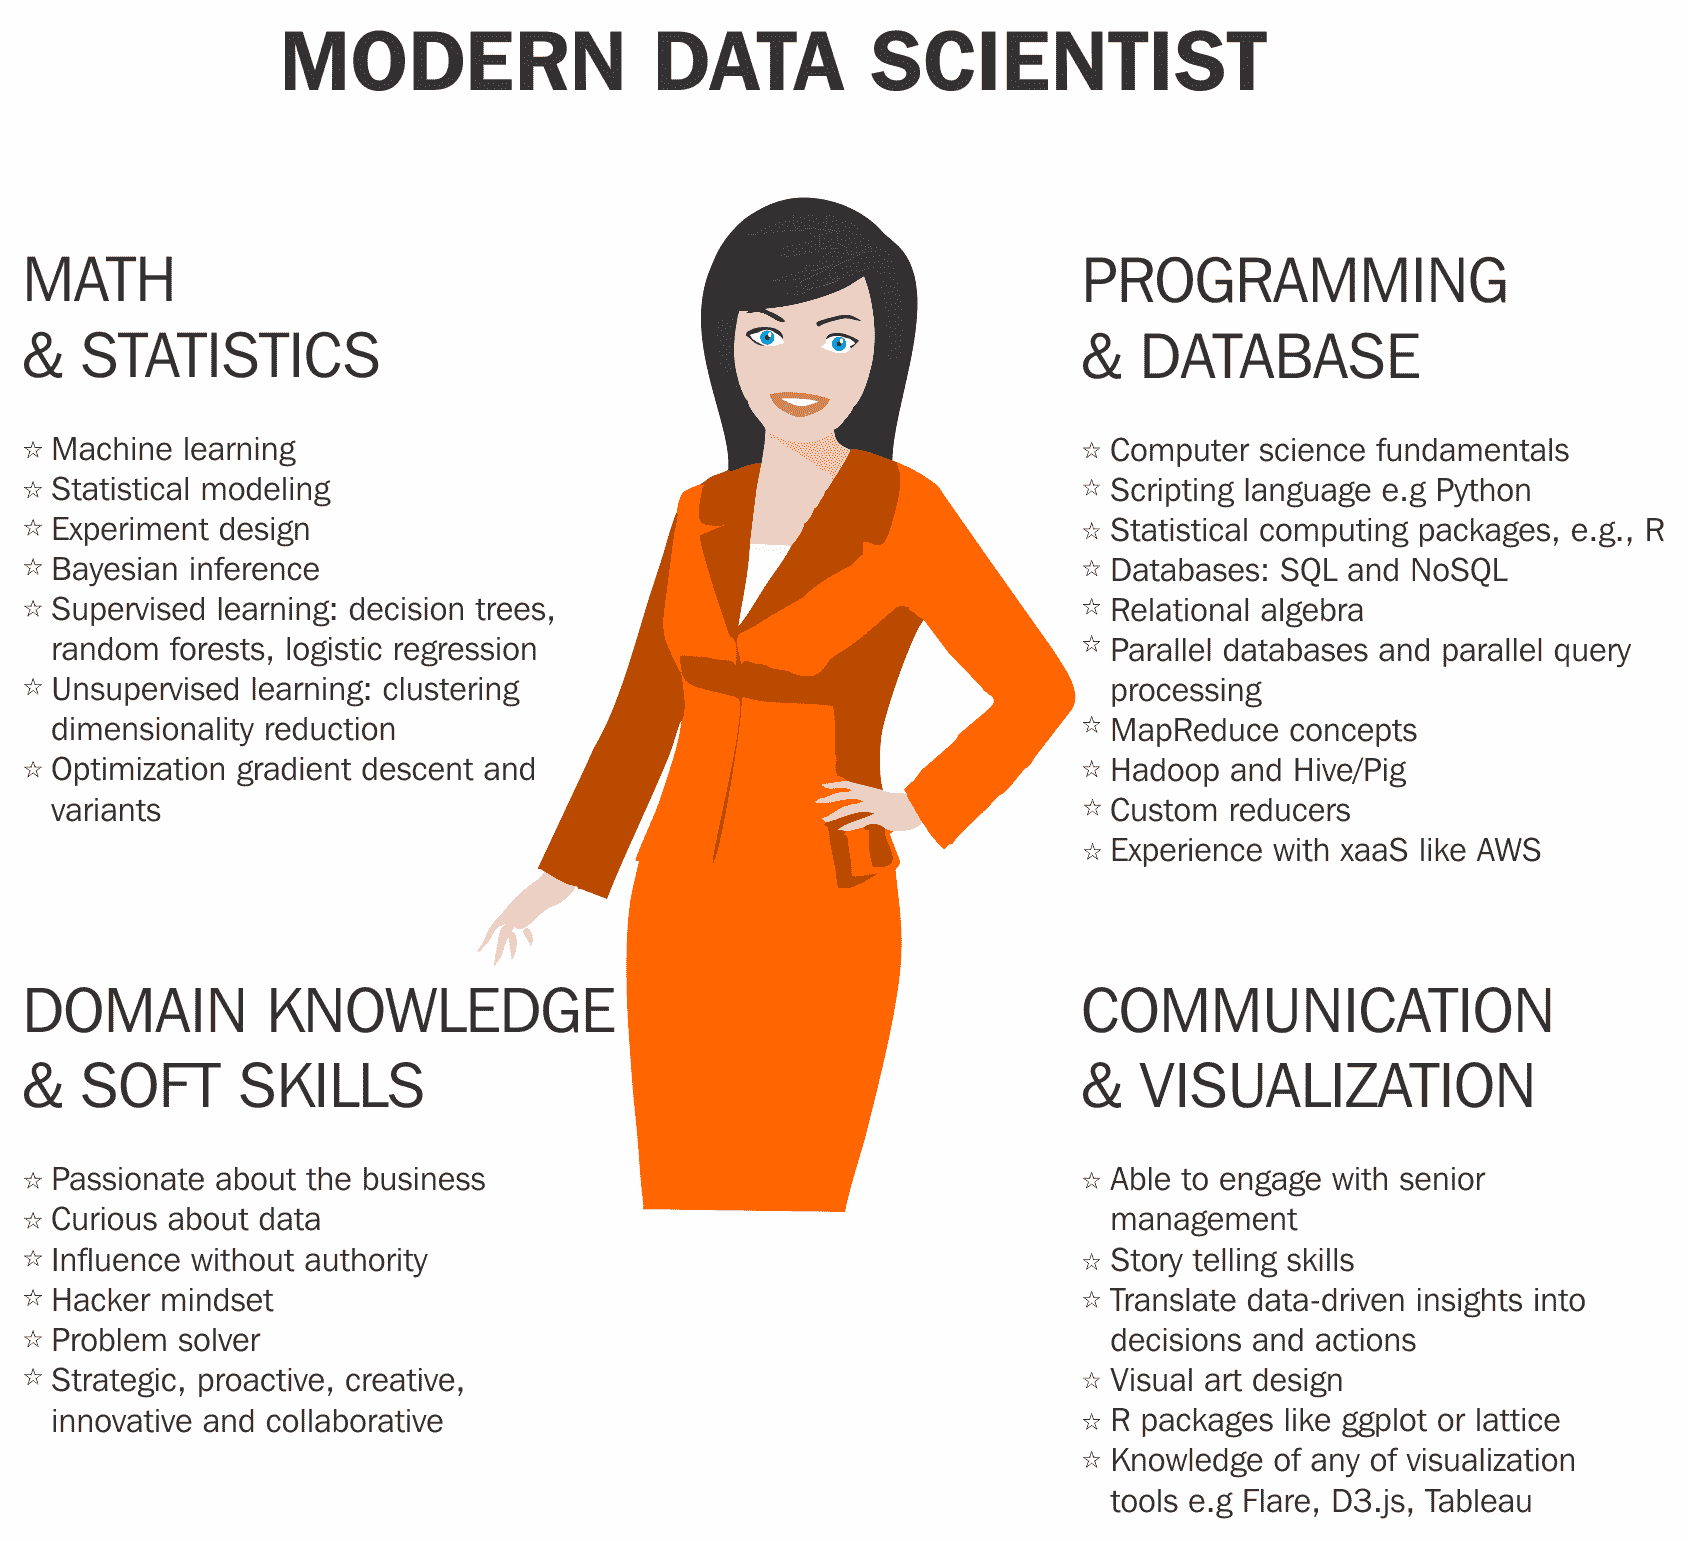 MODERN DATA SCIENTIST
MATH
& STATISTICS
☆ Machine learning
☆ Statistical modeling
☆ Experiment design
☆ Bayesian inference
☆ Supervised learning: decision trees,
random forests, logistic regression
☆ Unsupervised learning: clustering
dimensionality reduction
☆ Optimization gradient descent and
variants
PROGRAMMING
& DATABASE
☆ Computer science fundamentals
☆ Scripting language e.g Python
☆ Statistical computing packages, e.g., R
☆ Databases: SQL and NoSQL
☆ Relational algebra
☆ Parallel databases and parallel query
processing
☆ MapReduce concepts
☆ Hadoop and Hive/Pig
☆ Custom reducers
☆ Experience with xaaS like AWS
DOMAIN KNOWLEDGE
& SOFT SKILLS
☆ Passionate about the business
☆ Curious about data
☆ Influence without authority
☆ Hacker mindset
☆ Problem solver
☆ Strategic, proactive, creative,
innovative and collaborative
COMMUNICATION
& VISUALIZATION
☆ Able to engage with senior
management
☆ Story telling skills
☆ Translate data-driven insights into
decisions and actions
☆ Visual art design
☆ R packages like ggplot or lattice
☆ Knowledge of any of visualization
tools e.g Flare, D3.js, Tableau